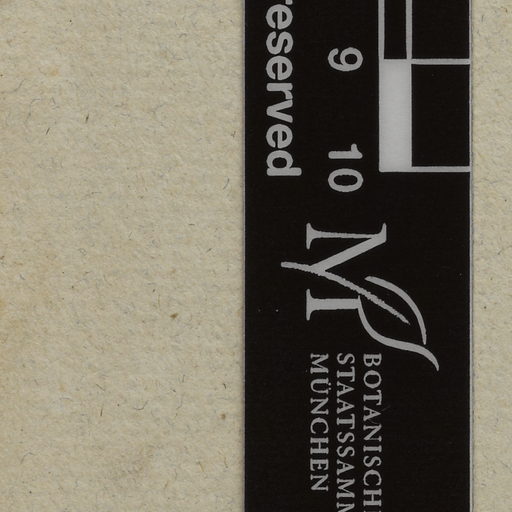 reserved
9 10
M
BOTANISCH
STAATSSAMM
MÜNCHEN